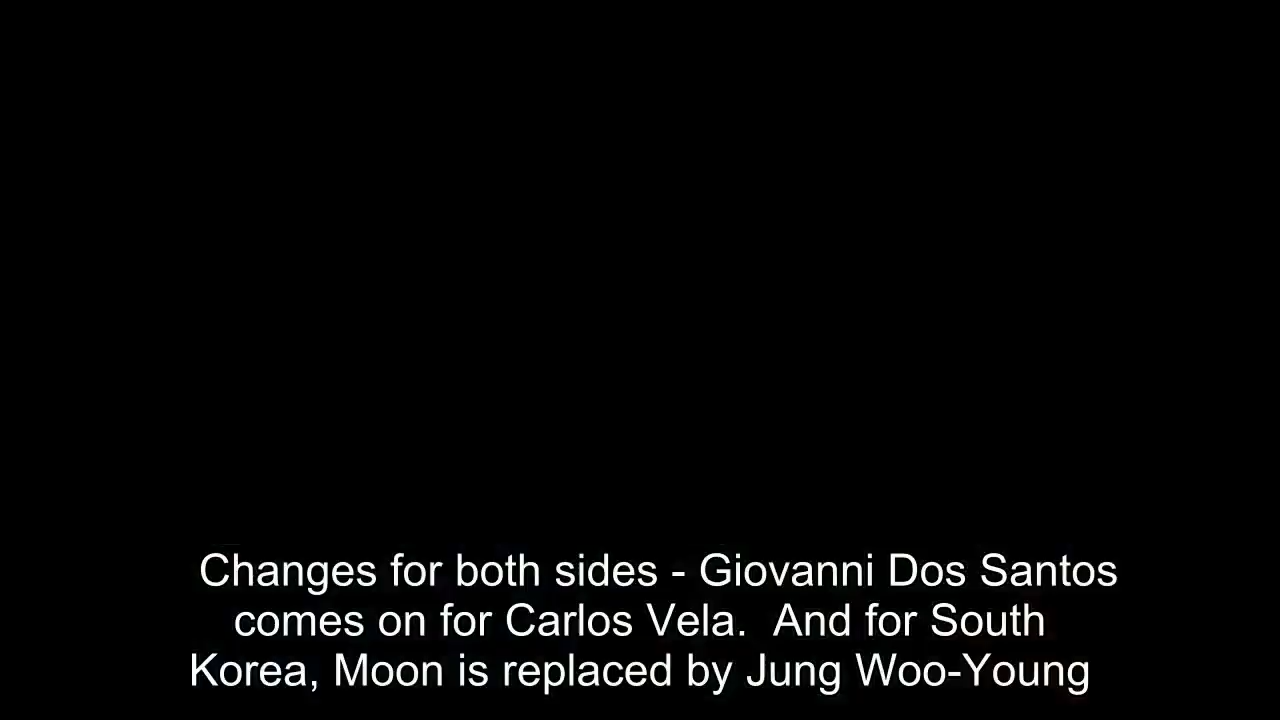 Changes for both sides - Giovanni Dos Santos
comes on for Carlos Vela.  And for South
Korea, Moon is replaced by Jung Woo-Young